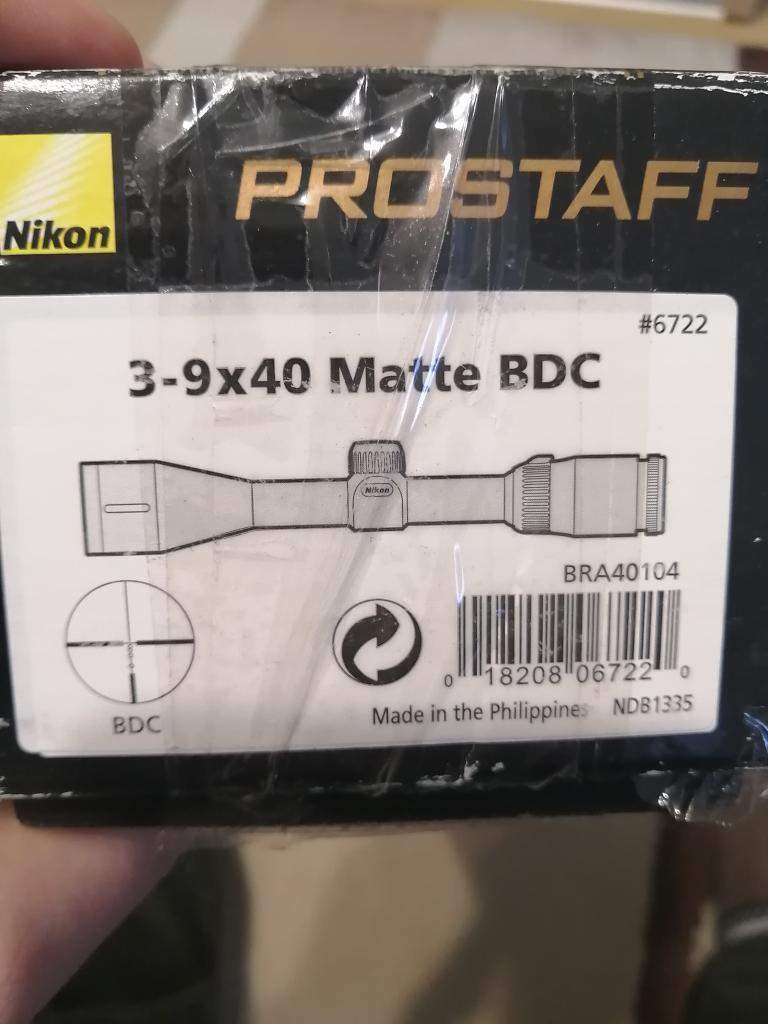 Nikon
PROSTAFF
#6722
3-9x40 Matte BDC
Nikon
BRA40104
BDC
0 18208 06722 0
Made in the Philippines NDB1335